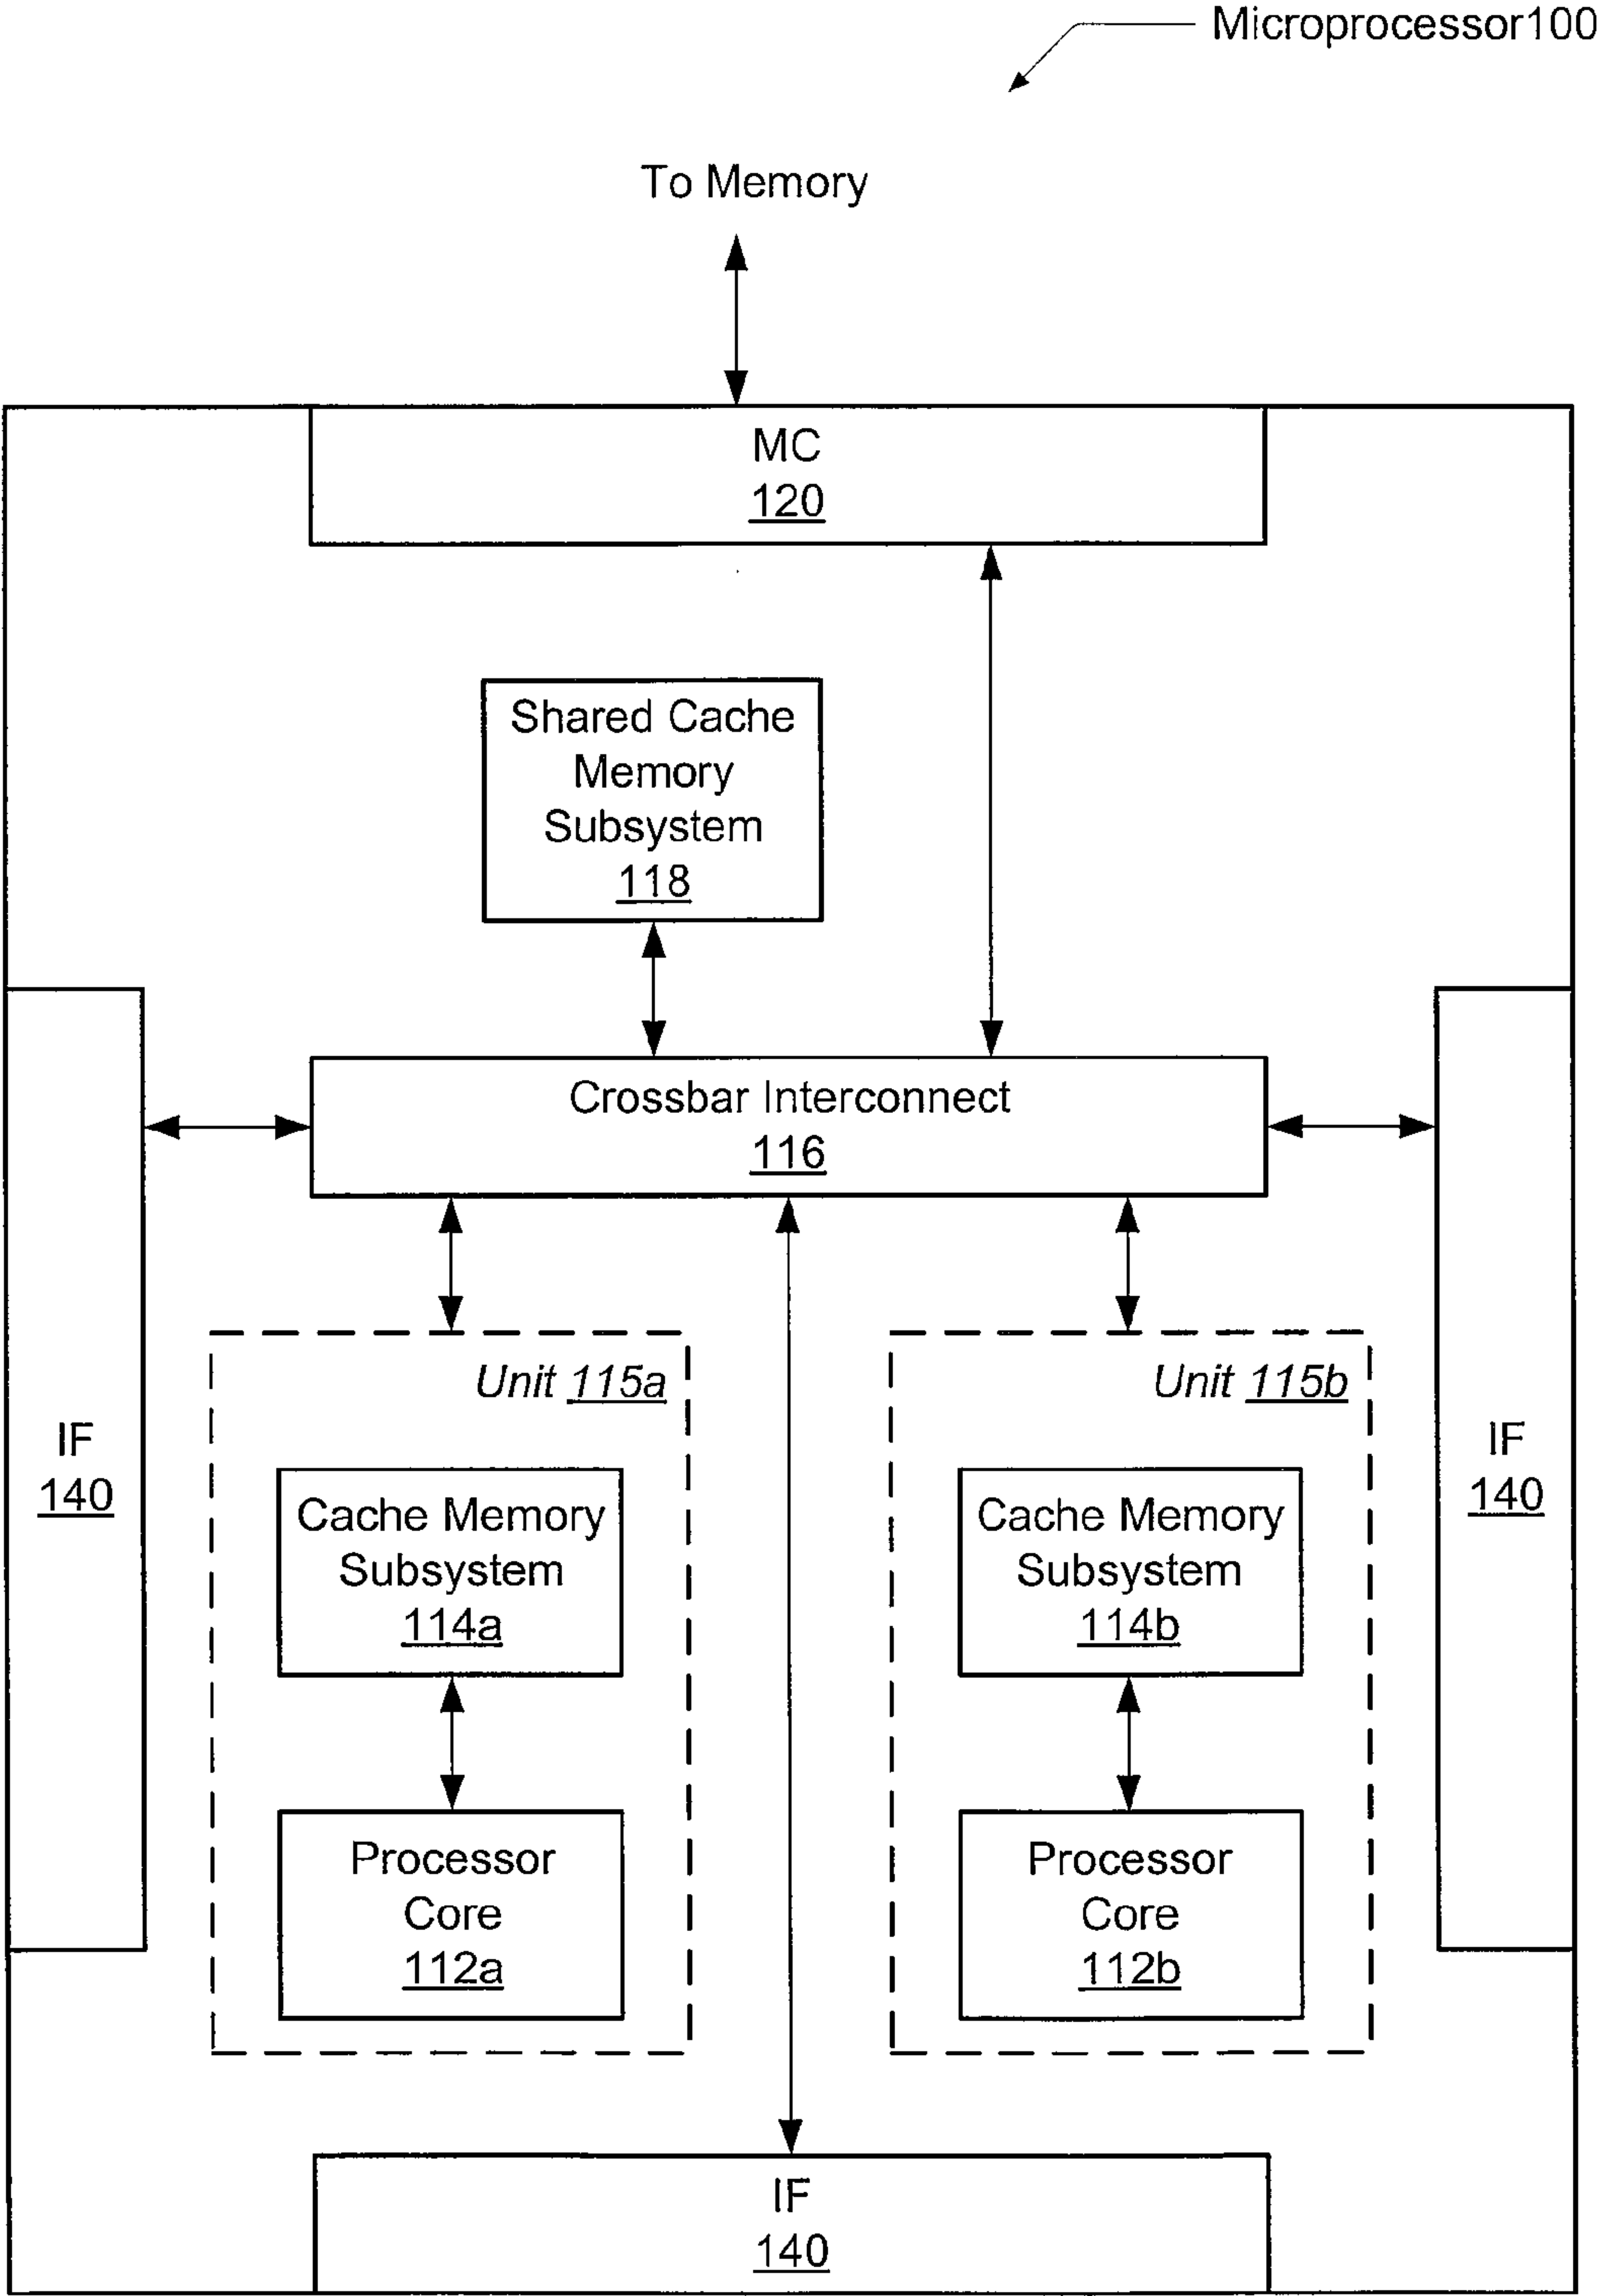 Microprocessor100
To Memory
MC
120
Shared Cache
Memory
Subsystem
118
Crossbar Interconnect
116
IF
140
Unit 115a
Cache Memory
Subsystem
114a
Processor
Core
112a
Unit 115b
Cache Memory
Subsystem
114b
Processor
Core
112b
IF
140
IF
140